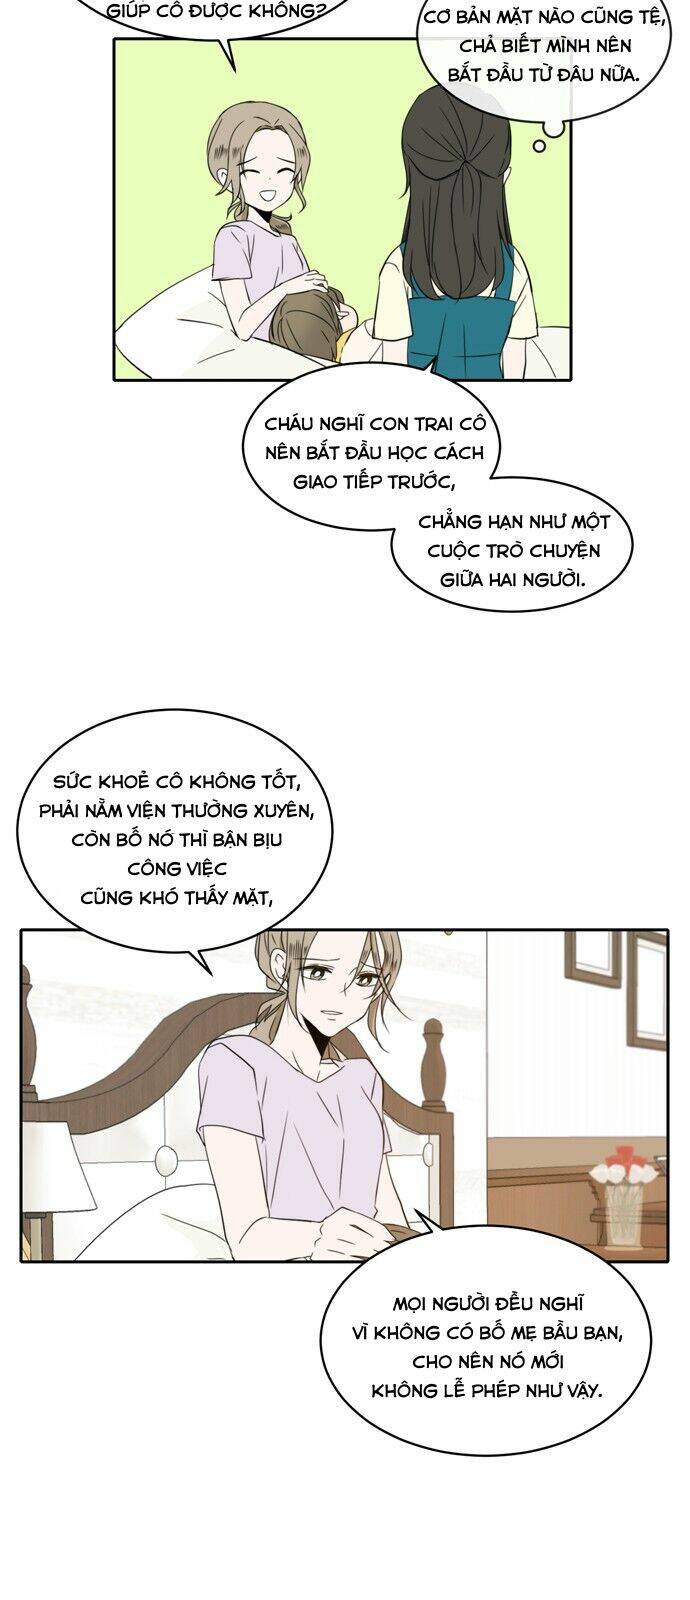 GIÚP CÔ ĐƯỢC KHÔNG?
CƠ BẢN MẶT NÀO CŨNG TỆ,
CHẢ BIẾT MÌNH NÊN
BẮT ĐẦU TỪ ĐÂU NỮA.
CHÁU NGHĨ CON TRAI CÔ
NÊN BẮT ĐẦU HỌC CÁCH
GIAO TIẾP TRƯỚC,
CHẲNG HẠN NHƯ MỘT
CUỘC TRÒ CHUYỆN
GIỮA HAI NGƯỜI.
SỨC KHOẺ CÔ KHÔNG TỐT,
PHẢI NẰM VIỆN THƯỜNG XUYÊN,
CÒN BỐ NÓ THÌ BẬN BỊU
CÔNG VIỆC
CŨNG KHÓ THẤY MẶT,
MỌI NGƯỜI ĐỀU NGHĨ
VÌ KHÔNG CÓ BỐ MẸ BẦU BẠN,
CHO NÊN NÓ MỚI
KHÔNG LỄ PHÉP NHƯ VẬY.